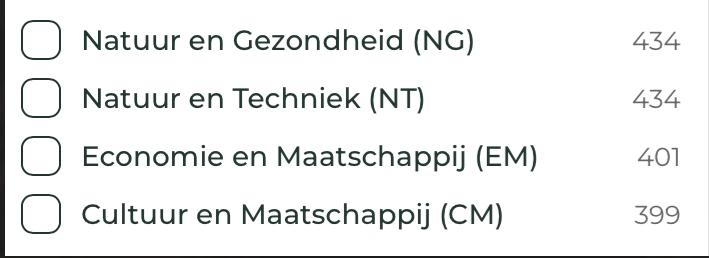 Natuur en Gezondheid (NG) 434
Natuur en Techniek (NT) 434
Economie en Maatschappij (EM) 401
Cultuur en Maatschappij (CM) 399